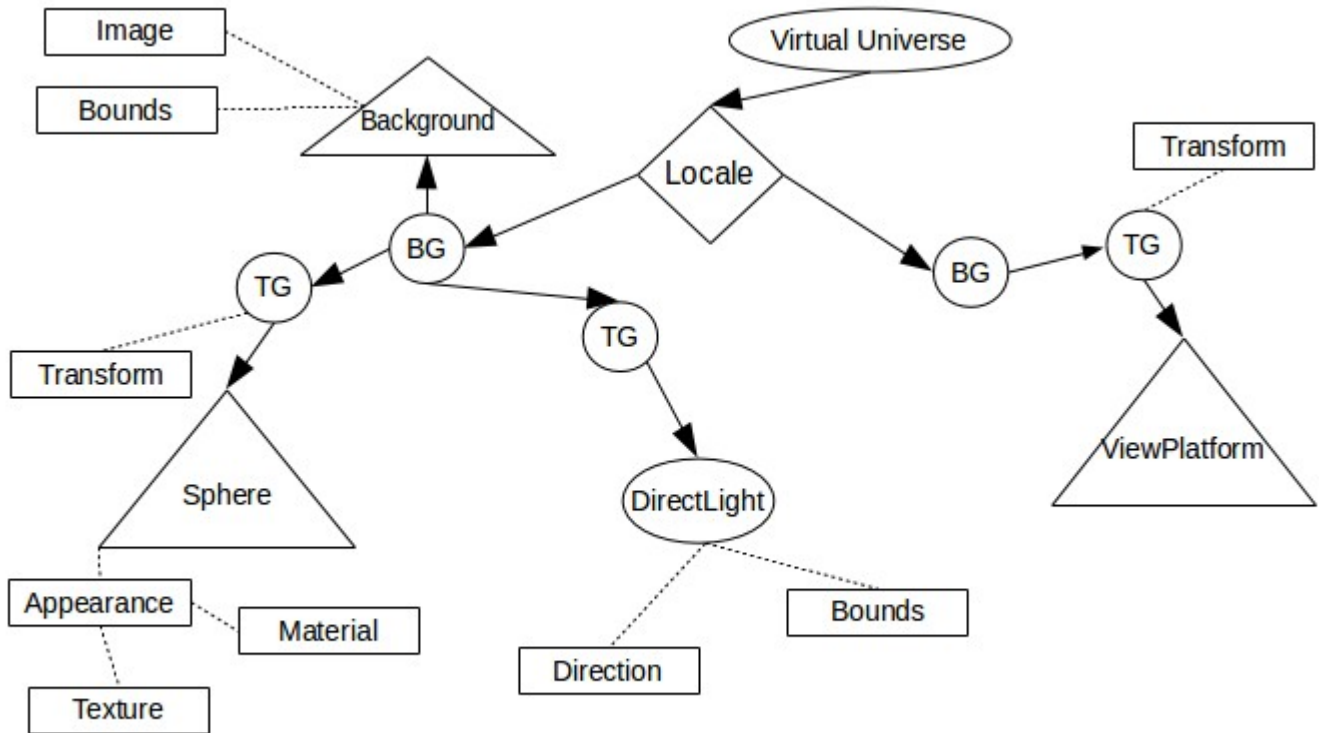 Image
Virtual Universe
Bounds
Background
Transform
Locale
BG
TG
BG
TG
TG
Transform
ViewPlatform
Sphere
DirectLight
Appearance
Bounds
Material
Direction
Texture